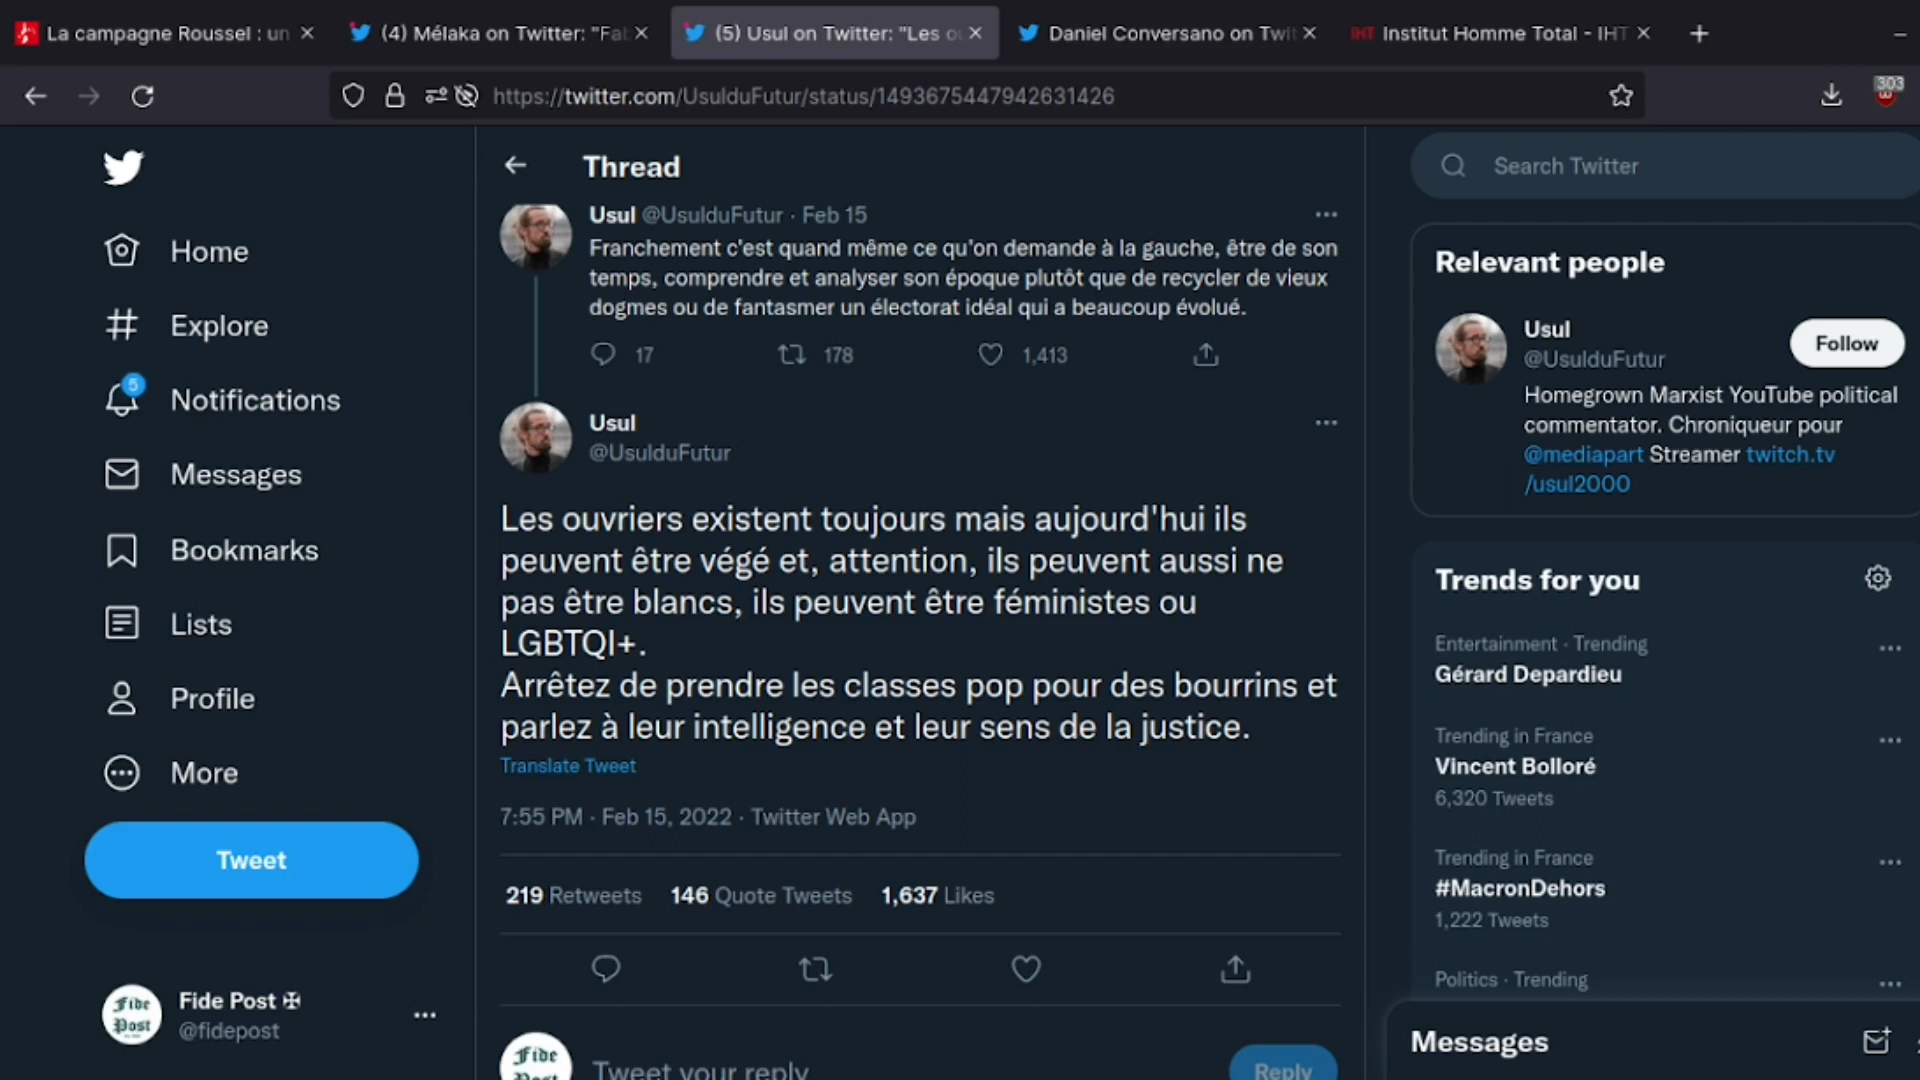 La campagne Roussel : un
(4) Mélaka on Twitter: "Fa
(5) Usul on Twitter: "Les o
Daniel Conversano on Twit
IHT Institut Homme Total - IHT
https://twitter.com/UsulduFutur/status/1493675447942631426
303
Home
Explore
5
Notifications
Messages
Bookmarks
Lists
Profile
More
Tweet
Fide Post ✠
@fidepost
Thread
Usul @UsulduFutur · Feb 15
Franchement c'est quand même ce qu'on demande à la gauche, être de son
temps, comprendre et analyser son époque plutôt que de recycler de vieux
dogmes ou de fantasmer un électorat idéal qui a beaucoup évolué.
17 178 1,413
Usul
@UsulduFutur
Les ouvriers existent toujours mais aujourd'hui ils
peuvent être végé et, attention, ils peuvent aussi ne
pas être blancs, ils peuvent être féministes ou
LGBTQI+.
Arrêtez de prendre les classes pop pour des bourrins et
parlez à leur intelligence et leur sens de la justice.
Translate Tweet
7:55 PM · Feb 15, 2022 · Twitter Web App
219 Retweets 146 Quote Tweets 1,637 Likes
Fide
Post
Tweet your reply
Reply
Search Twitter
Relevant people
Usul
@UsulduFutur
Follow
Homegrown Marxist YouTube political
commentator. Chroniqueur pour
@mediapart Streamer twitch.tv
/usul2000
Trends for you
Entertainment · Trending
Gérard Depardieu
Trending in France
Vincent Bolloré
6,320 Tweets
Trending in France
#MacronDehors
1,222 Tweets
Politics · Trending
Messages
Fide
Post